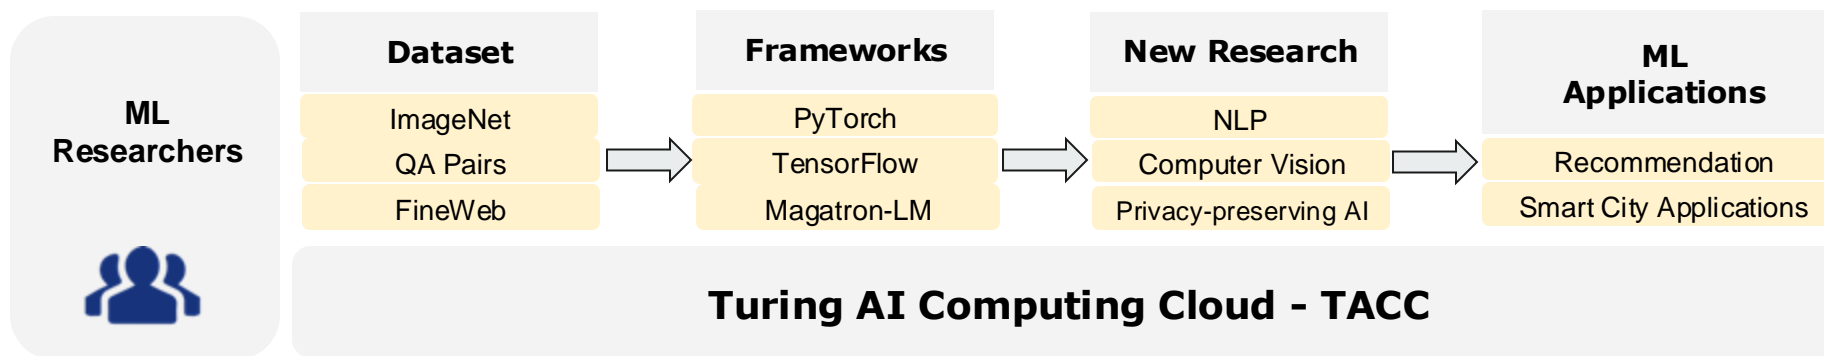 ML
Researchers
Dataset
ImageNet
QA Pairs
FineWeb
Frameworks
PyTorch
TensorFlow
Magatron-LM
New Research
NLP
Computer Vision
Privacy-preserving AI
ML
Applications
Recommendation
Smart City Applications
Turing AI Computing Cloud - TACC